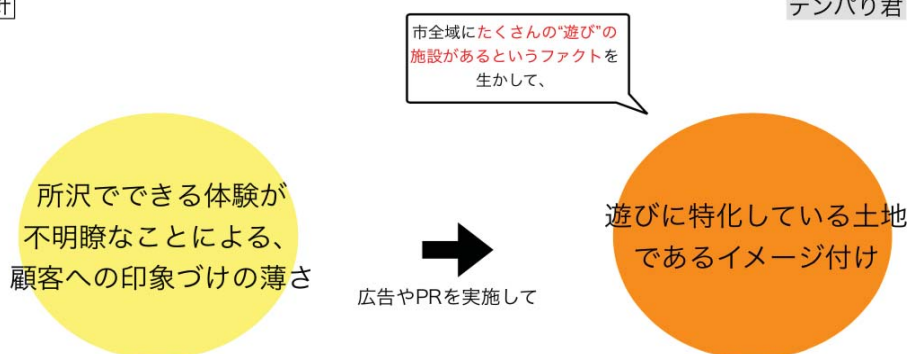 計
テンパり君
市全域にたくさんの“遊び”の
施設があるというファクトを
生かして、
所沢でできる体験が
不明瞭なことによる、
顧客への印象づけの薄さ
広告やPRを実施して
遊びに特化している土地
であるイメージ付け